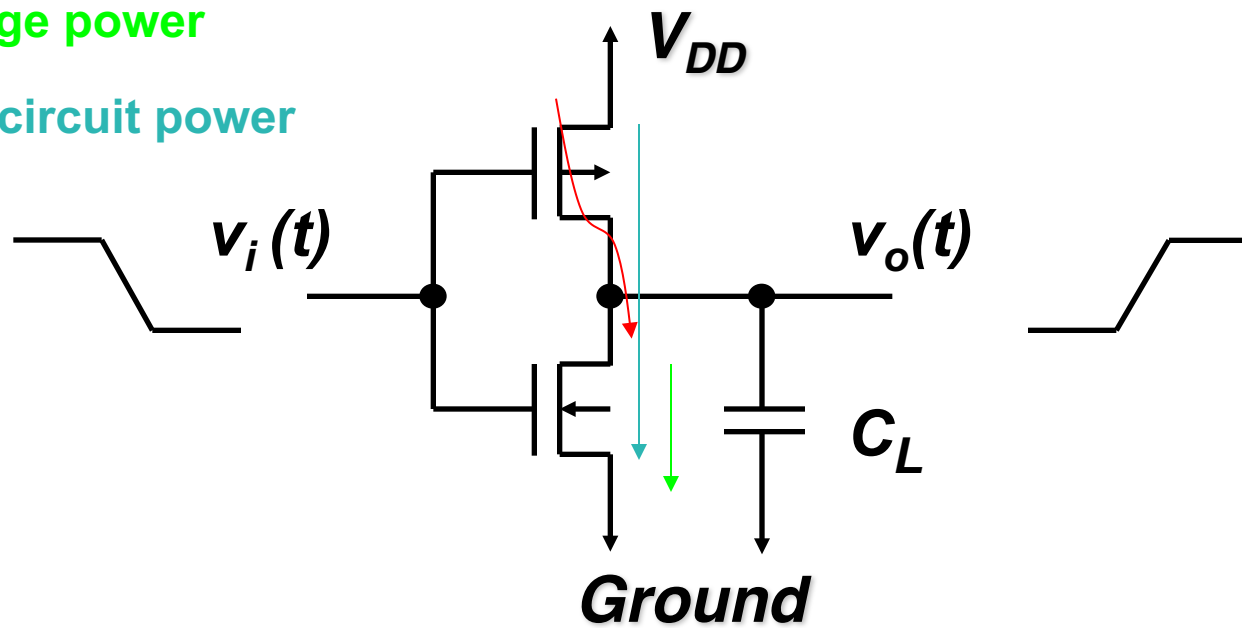 ge power
V_DD
circuit power
v_i (t)
v_o(t)
C_L
Ground